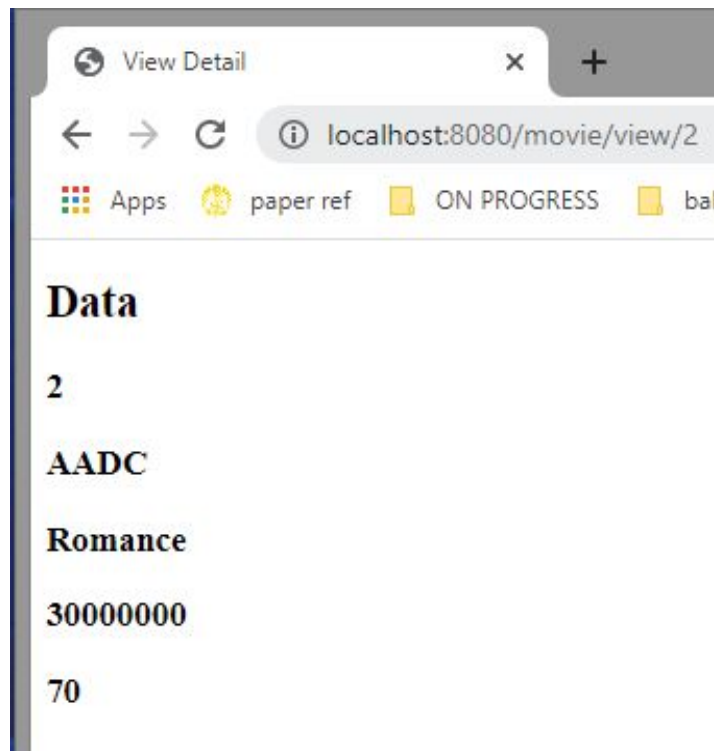 View Detail
localhost:8080/movie/view/2
Apps paper ref ON PROGRESS
Data
2
AADC
Romance
30000000
70